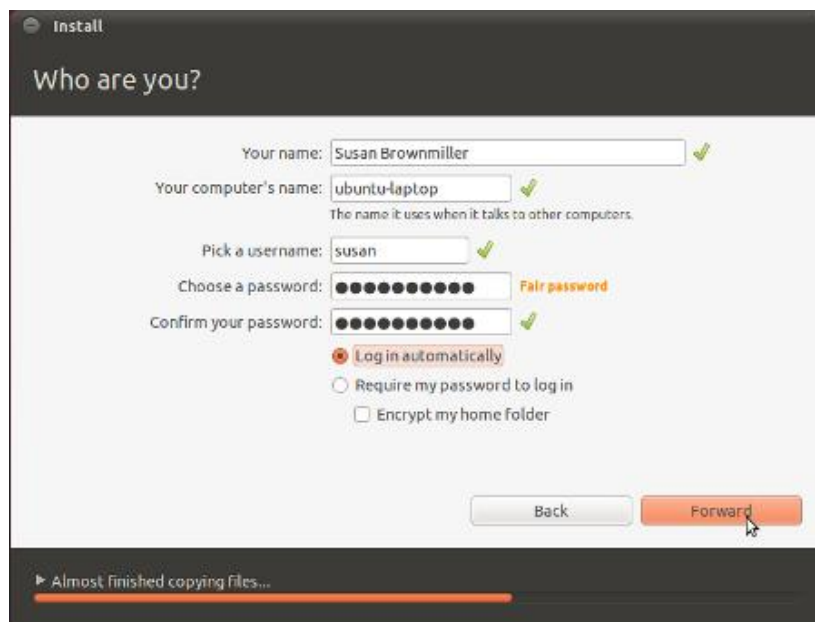 Install
Who are you?
Your name: Susan Brownmiller
Your computer's name: ubuntu-laptop
The name it uses when it talks to other computers.
Pick a username: susan
Choose a password: ●●●●●●●●●● Fair password
Confirm your password: ●●●●●●●●●●
Log in automatically
Require my password to log in
Encrypt my home folder
Back Forward
Almost finished copying files...